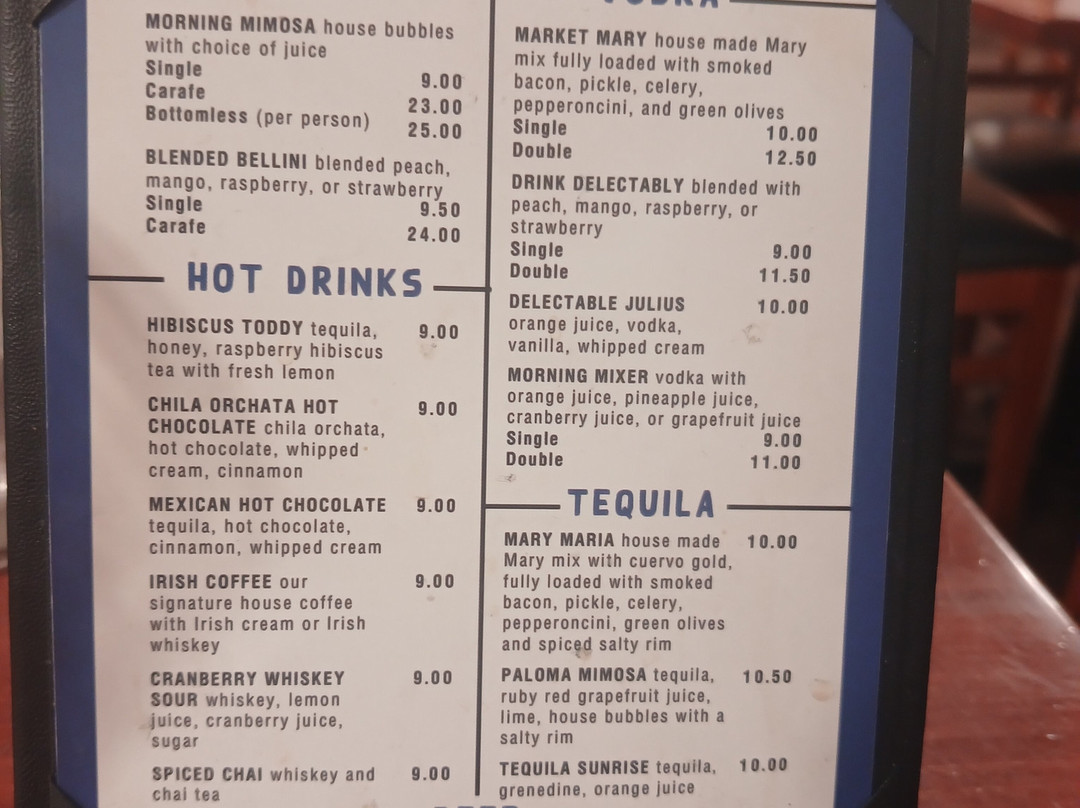 MORNING MIMOSA house bubbles
with choice of juice
Single 9.00
Carafe 23.00
Bottomless (per person) 25.00
BLENDED BELLINI blended peach,
mango, raspberry, or strawberry
Single 9.50
Carafe 24.00
HOT DRINKS
HIBISCUS TODDY tequila, 9.00
honey, raspberry hibiscus
tea with fresh lemon
CHILA ORCHATA HOT 9.00
CHOCOLATE chila orchata,
hot chocolate, whipped
cream, cinnamon
MEXICAN HOT CHOCOLATE 9.00
tequila, hot chocolate,
cinnamon, whipped cream
IRISH COFFEE our 9.00
signature house coffee
with Irish cream or Irish
whiskey
CRANBERRY WHISKEY 9.00
SOUR whiskey, lemon
juice, cranberry juice,
sugar
SPICED CHAI whiskey and 9.00
chai tea
VODKA
MARKET MARY house made Mary
mix fully loaded with smoked
bacon, pickle, celery,
pepperoncini, and green olives
Single 10.00
Double 12.50
DRINK DELECTABLY blended with
peach, mango, raspberry, or
strawberry
Single 9.00
Double 11.50
DELECTABLE JULIUS 10.00
orange juice, vodka,
vanilla, whipped cream
MORNING MIXER vodka with
orange juice, pineapple juice,
cranberry juice, or grapefruit juice
Single 9.00
Double 11.00
TEQUILA
MARY MARIA house made 10.00
Mary mix with cuervo gold,
fully loaded with smoked
bacon, pickle, celery,
pepperoncini, green olives
and spiced salty rim
PALOMA MIMOSA tequila, 10.50
ruby red grapefruit juice,
lime, house bubbles with a
salty rim
TEQUILA SUNRISE tequila, 10.00
grenedine, orange juice